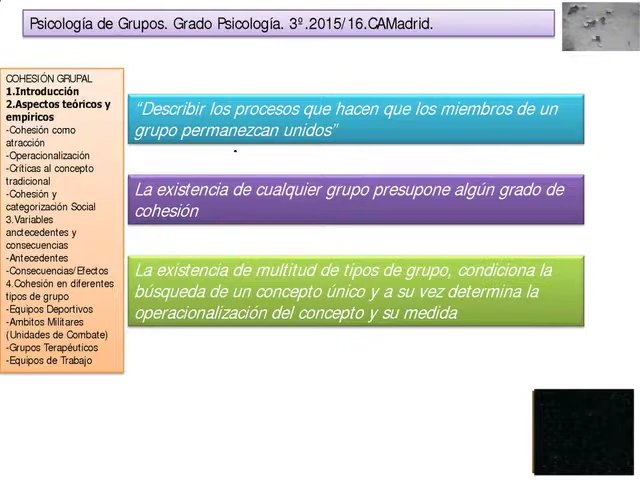 Psicología de Grupos. Grado Psicología. 3º.2015/16.CAMadrid.
COHESIÓN GRUPAL
1.Introducción
2.Aspectos teóricos y
empíricos
-Cohesión como
atracción
-Operacionalización
-Críticas al concepto
tradicional
-Cohesión y
categorización Social
3.Variables
anctecedentes y
consecuencias
-Antecedentes
-Consecuencias/Efectos
4.Cohesión en diferentes
tipos de grupo
-Equipos Deportivos
-Ambitos Militares
(Unidades de Combate)
-Grupos Terapéuticos
-Equipos de Trabajo
“Describir los procesos que hacen que los miembros de un
grupo permanezcan unidos”
.
La existencia de cualquier grupo presupone algún grado de
cohesión
La existencia de multitud de tipos de grupo, condiciona la
búsqueda de un concepto único y a su vez determina la
operacionalización del concepto y su medida